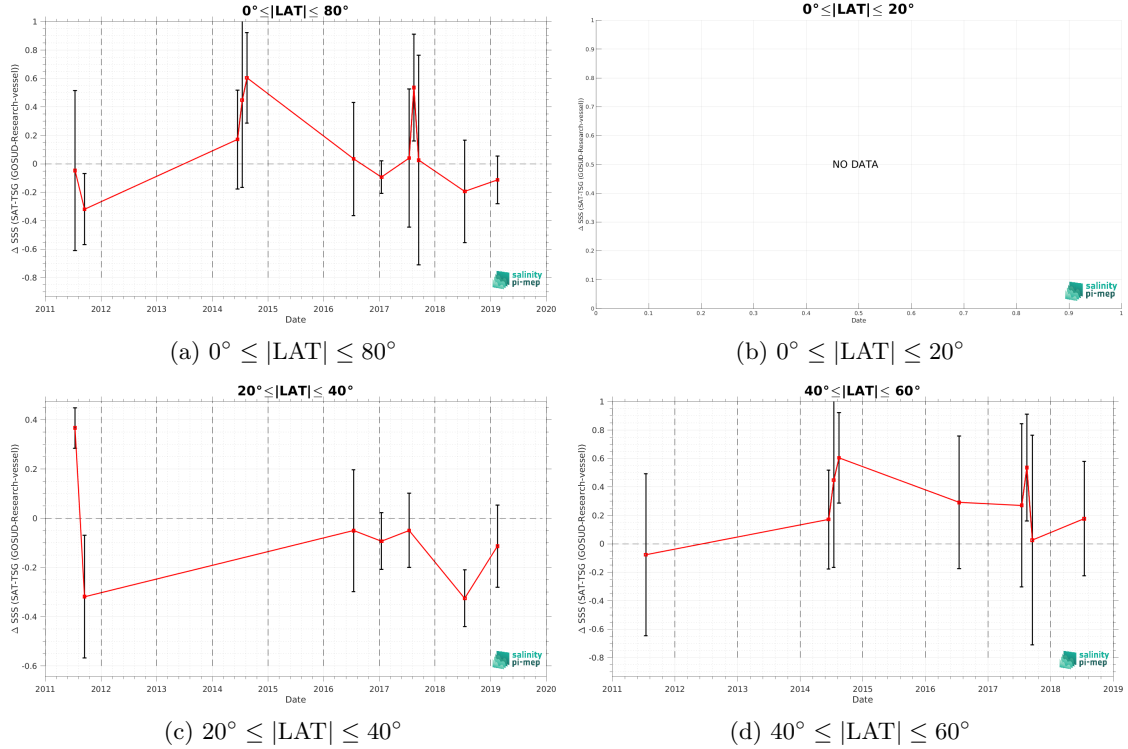 0°≤|LAT|≤ 80°
Δ SSS (SAT-TSG (GOSUD-Research-vessel))
1
0.8
0.6
0.4
0.2
0
-0.2
-0.4
-0.6
-0.8
2011 2012 2013 2014 2015 2016 2017 2018 2019 2020
Date
salinity
pi-mep
(a) 0° ≤ |LAT| ≤ 80°
0°≤|LAT|≤ 20°
Δ SSS (SAT-TSG (GOSUD-Research-vessel))
1
0.9
0.8
0.7
0.6
0.5
0.4
0.3
0.2
0.1
0
NO DATA
0 0.1 0.2 0.3 0.4 0.5 0.6 0.7 0.8 0.9 1
Date
salinity
pi-mep
(b) 0° ≤ |LAT| ≤ 20°
20°≤|LAT|≤ 40°
Δ SSS (SAT-TSG (GOSUD-Research-vessel))
0.4
0.2
0
-0.2
-0.4
-0.6
2011 2012 2013 2014 2015 2016 2017 2018 2019 2020
Date
salinity
pi-mep
(c) 20° ≤ |LAT| ≤ 40°
40°≤|LAT|≤ 60°
Δ SSS (SAT-TSG (GOSUD-Research-vessel))
1
0.8
0.6
0.4
0.2
0
-0.2
-0.4
-0.6
-0.8
2011 2012 2013 2014 2015 2016 2017 2018 2019
Date
salinity
pi-mep
(d) 40° ≤ |LAT| ≤ 60°